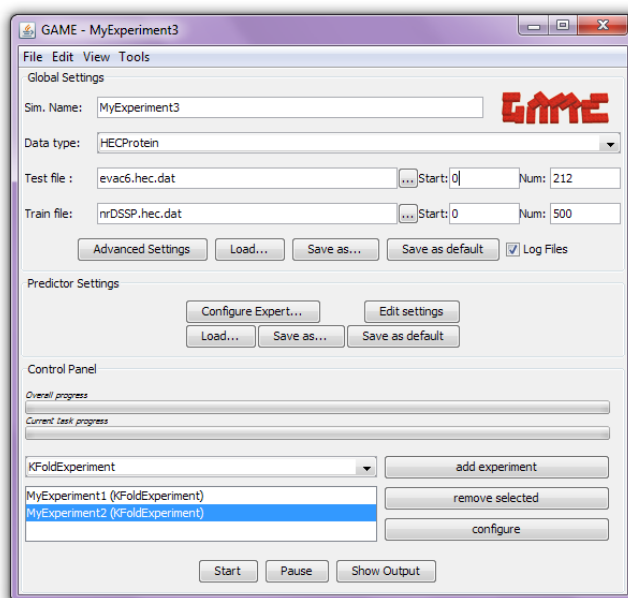 GAME - MyExperiment3
File Edit View Tools
Global Settings
Sim. Name: MyExperiment3
GAME
Data type: HECProtein
Test file : evac6.hec.dat ... Start: 0 Num: 212
Train file: nrDSSP.hec.dat ... Start: 0 Num: 500
Advanced Settings Load... Save as... Save as default Log Files
Predictor Settings
Configure Expert... Edit settings
Load... Save as... Save as default
Control Panel
Overall progress
Current task progress
KFoldExperiment add experiment
MyExperiment1 (KFoldExperiment) remove selected
MyExperiment2 (KFoldExperiment)
configure
Start Pause Show Output